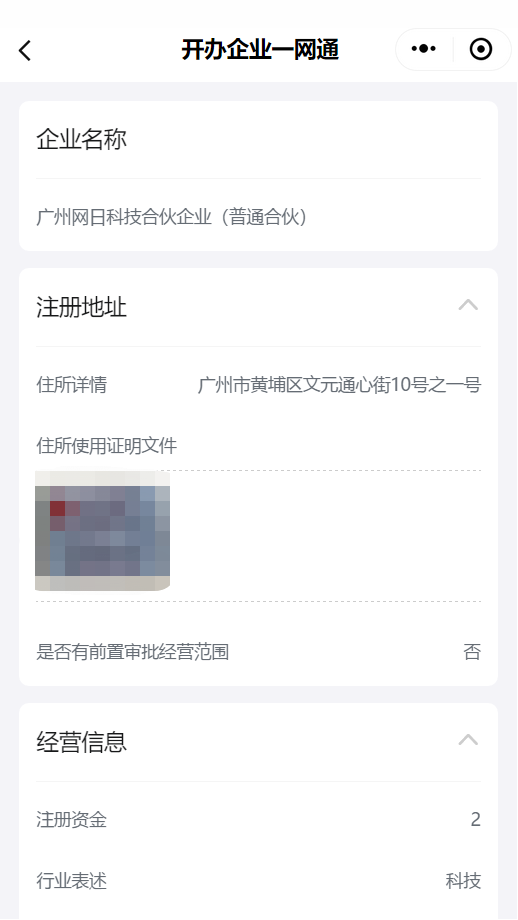 开办企业一网通
企业名称
广州网日科技合伙企业（普通合伙）
注册地址
住所详情 广州市黄埔区文元通心街10号之一号
住所使用证明文件
是否有前置审批经营范围 否
经营信息
注册资金 2
行业表述 科技